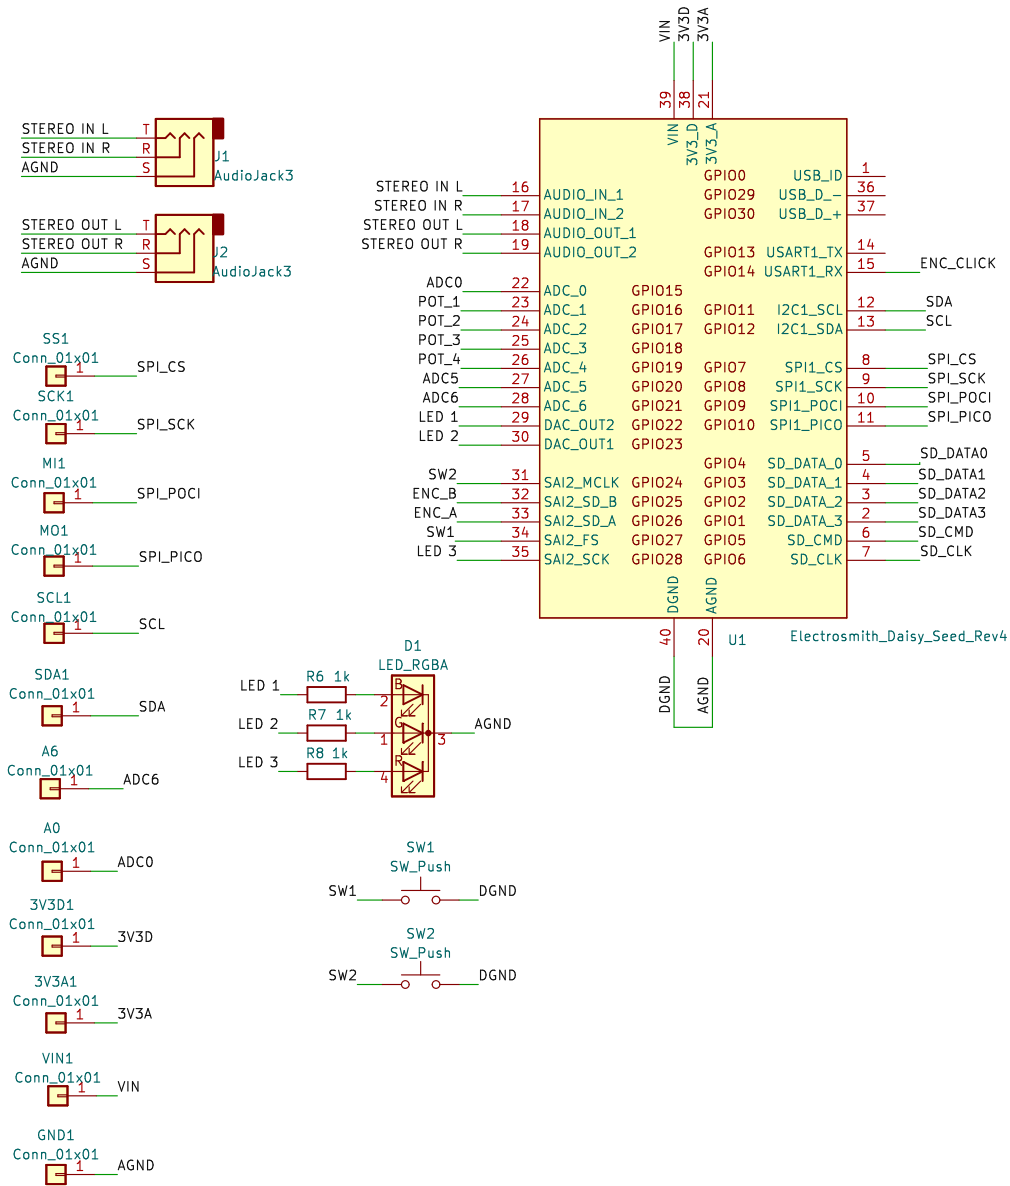 VIN
3V3D
3V3A
39
38
21
VIN
3V3_D
3V3_A
STEREO IN L
T
STEREO IN R
R
J1
AGND
S
AudioJack3
STEREO OUT L
T
STEREO OUT R
R
J2
AGND
S
AudioJack3
GPIO0 USB_ID 1
STEREO IN L 16 AUDIO_IN_1 GPIO29 USB_D_- 36
STEREO IN R 17 AUDIO_IN_2 GPIO30 USB_D_+ 37
STEREO OUT L 18 AUDIO_OUT_1
STEREO OUT R 19 AUDIO_OUT_2 GPIO13 USART1_TX 14
GPIO14 USART1_RX 15 ENC_CLICK
ADC0 22 ADC_0 GPIO15
POT_1 23 ADC_1 GPIO16 GPIO11 I2C1_SCL 12 SDA
POT_2 24 ADC_2 GPIO17 GPIO12 I2C1_SDA 13 SCL
POT_3 25 ADC_3 GPIO18
POT_4 26 ADC_4 GPIO19 GPIO7 SPI1_CS 8 SPI_CS
ADC5 27 ADC_5 GPIO20 GPIO8 SPI1_SCK 9 SPI_SCK
ADC6 28 ADC_6 GPIO21 GPIO9 SPI1_POCI 10 SPI_POCI
LED 1 29 DAC_OUT2 GPIO22 GPIO10 SPI1_PICO 11 SPI_PICO
LED 2 30 DAC_OUT1 GPIO23
GPIO4 SD_DATA_0 5 SD_DATA0
SW2 31 SAI2_MCLK GPIO24 GPIO3 SD_DATA_1 4 SD_DATA1
ENC_B 32 SAI2_SD_B GPIO25 GPIO2 SD_DATA_2 3 SD_DATA2
ENC_A 33 SAI2_SD_A GPIO26 GPIO1 SD_DATA_3 2 SD_DATA3
SW1 34 SAI2_FS GPIO27 GPIO5 SD_CMD 6 SD_CMD
LED 3 35 SAI2_SCK GPIO28 GPIO6 SD_CLK 7 SD_CLK
DGND
AGND
40
20
U1
Electrosmith_Daisy_Seed_Rev4
DGND
AGND
SS1
Conn_01x01
1 SPI_CS
SCK1
Conn_01x01
1 SPI_SCK
MI1
Conn_01x01
1 SPI_POCI
MO1
Conn_01x01
1 SPI_PICO
SCL1
Conn_01x01
1 SCL
SDA1
Conn_01x01
1 SDA
A6
Conn_01x01
1 ADC6
A0
Conn_01x01
1 ADC0
3V3D1
Conn_01x01
1 3V3D
3V3A1
Conn_01x01
1 3V3A
VIN1
Conn_01x01
1 VIN
GND1
Conn_01x01
1 AGND
D1
LED_RGBA
LED 1 R6 1k 2 B
LED 2 R7 1k 1 G 3 AGND
LED 3 R8 1k 4 R
SW1
SW_Push
SW1 DGND
SW2
SW_Push
SW2 DGND